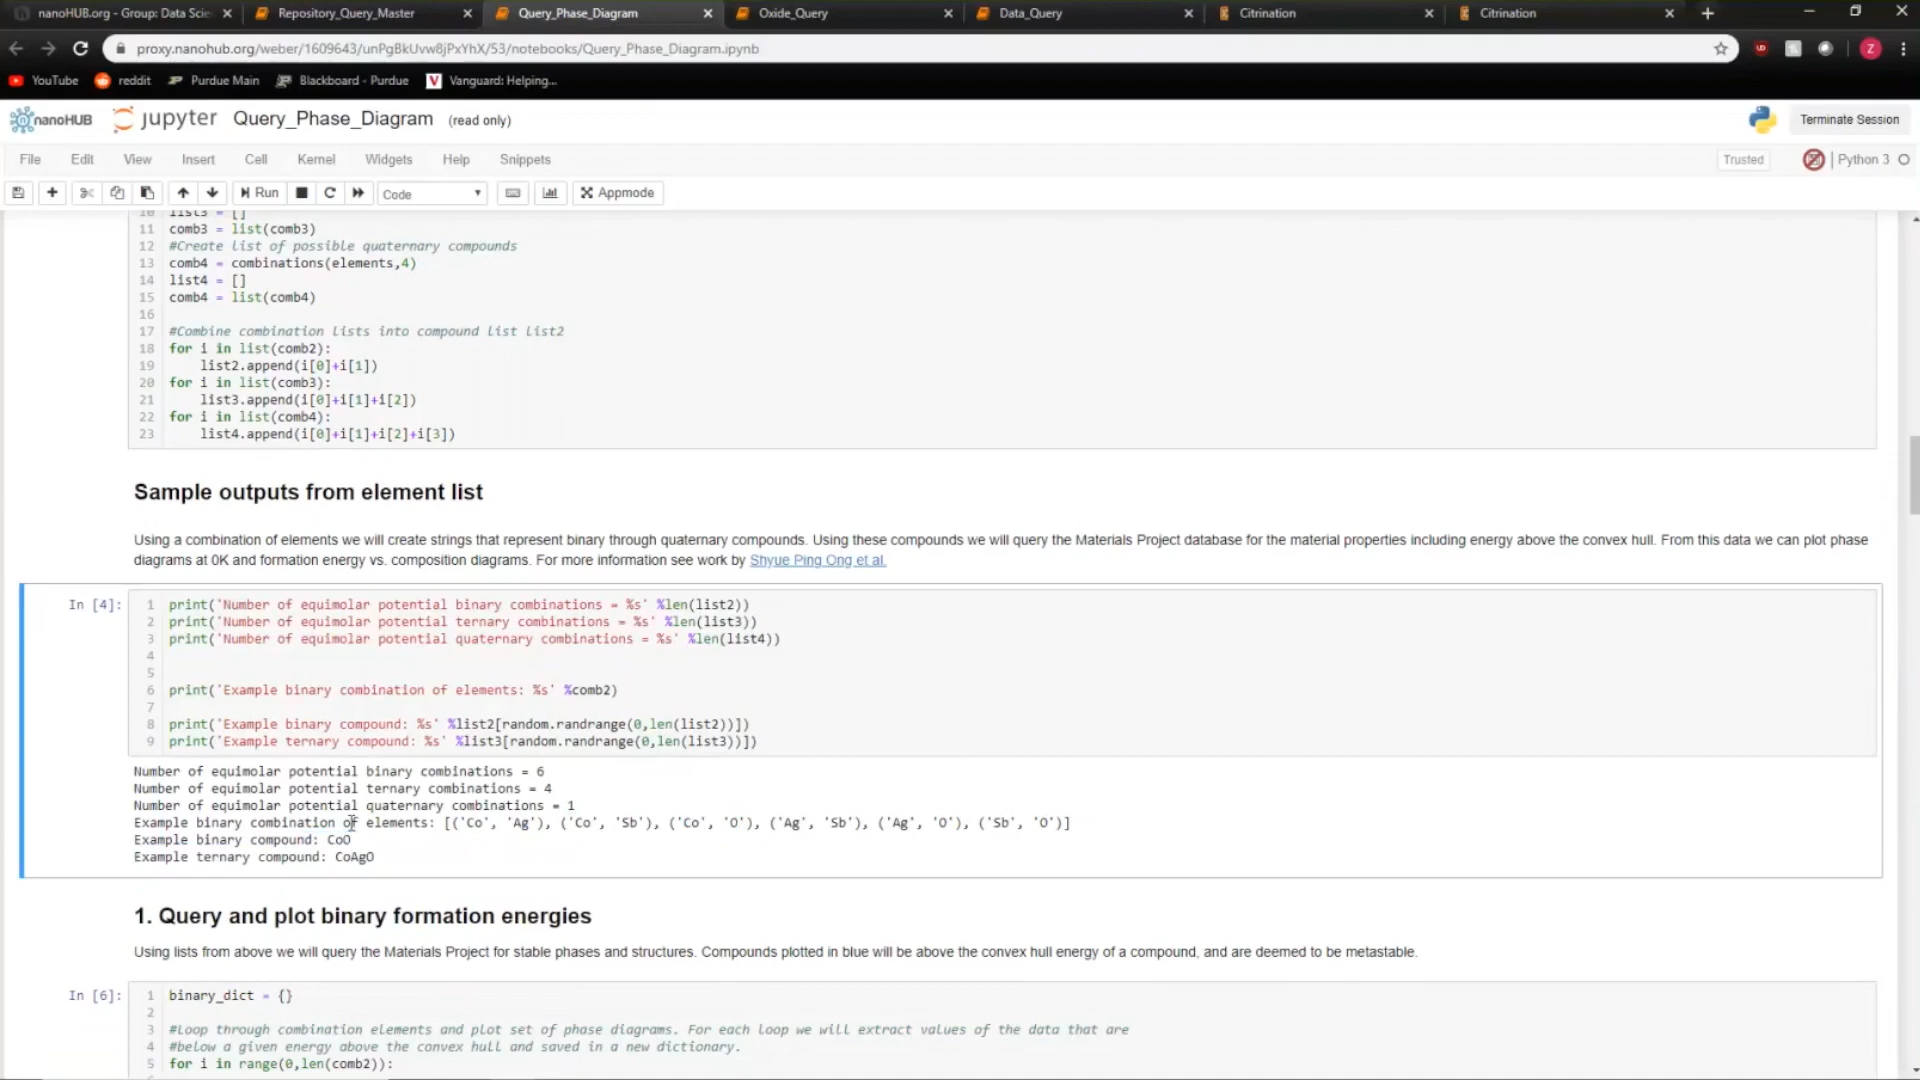 nanoHUB.org - Group: Data Scie
Repository_Query_Master
Query_Phase_Diagram
Oxide_Query
Data_Query
Citrination
Citrination
proxy.nanohub.org/weber/1609643/unPgBkUvw8jPxYhX/53/notebooks/Query_Phase_Diagram.ipynb
YouTube
reddit
Purdue Main
Blackboard - Purdue
Vanguard: Helping...
nanoHUB
jupyter
Query_Phase_Diagram (read only)
Terminate Session
File
Edit
View
Insert
Cell
Kernel
Widgets
Help
Snippets
Trusted
Python 3
Run
Code
Appmode
10 list3 = []
11 comb3 = list(comb3)
12 #Create list of possible quaternary compounds
13 comb4 = combinations(elements,4)
14 list4 = []
15 comb4 = list(comb4)
16
17 #Combine combination lists into compound list list2
18 for i in list(comb2):
19 list2.append(i[0]+i[1])
20 for i in list(comb3):
21 list3.append(i[0]+i[1]+i[2])
22 for i in list(comb4):
23 list4.append(i[0]+i[1]+i[2]+i[3])
Sample outputs from element list
Using a combination of elements we will create strings that represent binary through quaternary compounds. Using these compounds we will query the Materials Project database for the material properties including energy above the convex hull. From this data we can plot phase
diagrams at 0K and formation energy vs. composition diagrams. For more information see work by Shyue Ping Ong et al.
In [4]:
1 print('Number of equimolar potential binary combinations = %s' %len(list2))
2 print('Number of equimolar potential ternary combinations = %s' %len(list3))
3 print('Number of equimolar potential quaternary combinations = %s' %len(list4))
4
5
6 print('Example binary combination of elements: %s' %comb2)
7
8 print('Example binary compound: %s' %list2[random.randrange(0,len(list2))])
9 print('Example ternary compound: %s' %list3[random.randrange(0,len(list3))])
Number of equimolar potential binary combinations = 6
Number of equimolar potential ternary combinations = 4
Number of equimolar potential quaternary combinations = 1
Example binary combination of elements: [('Co', 'Ag'), ('Co', 'Sb'), ('Co', 'O'), ('Ag', 'Sb'), ('Ag', 'O'), ('Sb', 'O')]
Example binary compound: CoO
Example ternary compound: CoAgO
1. Query and plot binary formation energies
Using lists from above we will query the Materials Project for stable phases and structures. Compounds plotted in blue will be above the convex hull energy of a compound, and are deemed to be metastable.
In [6]:
1 binary_dict = {}
2
3 #Loop through combination elements and plot set of phase diagrams. For each loop we will extract values of the data that are
4 #below a given energy above the convex hull and saved in a new dictionary.
5 for i in range(0,len(comb2)):